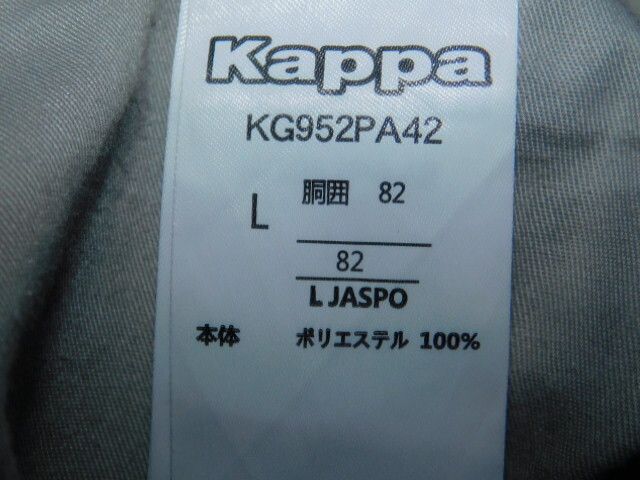 Kappa
KG952PA42
L 胴囲 82
82
L JASPO
本体 ポリエステル 100%